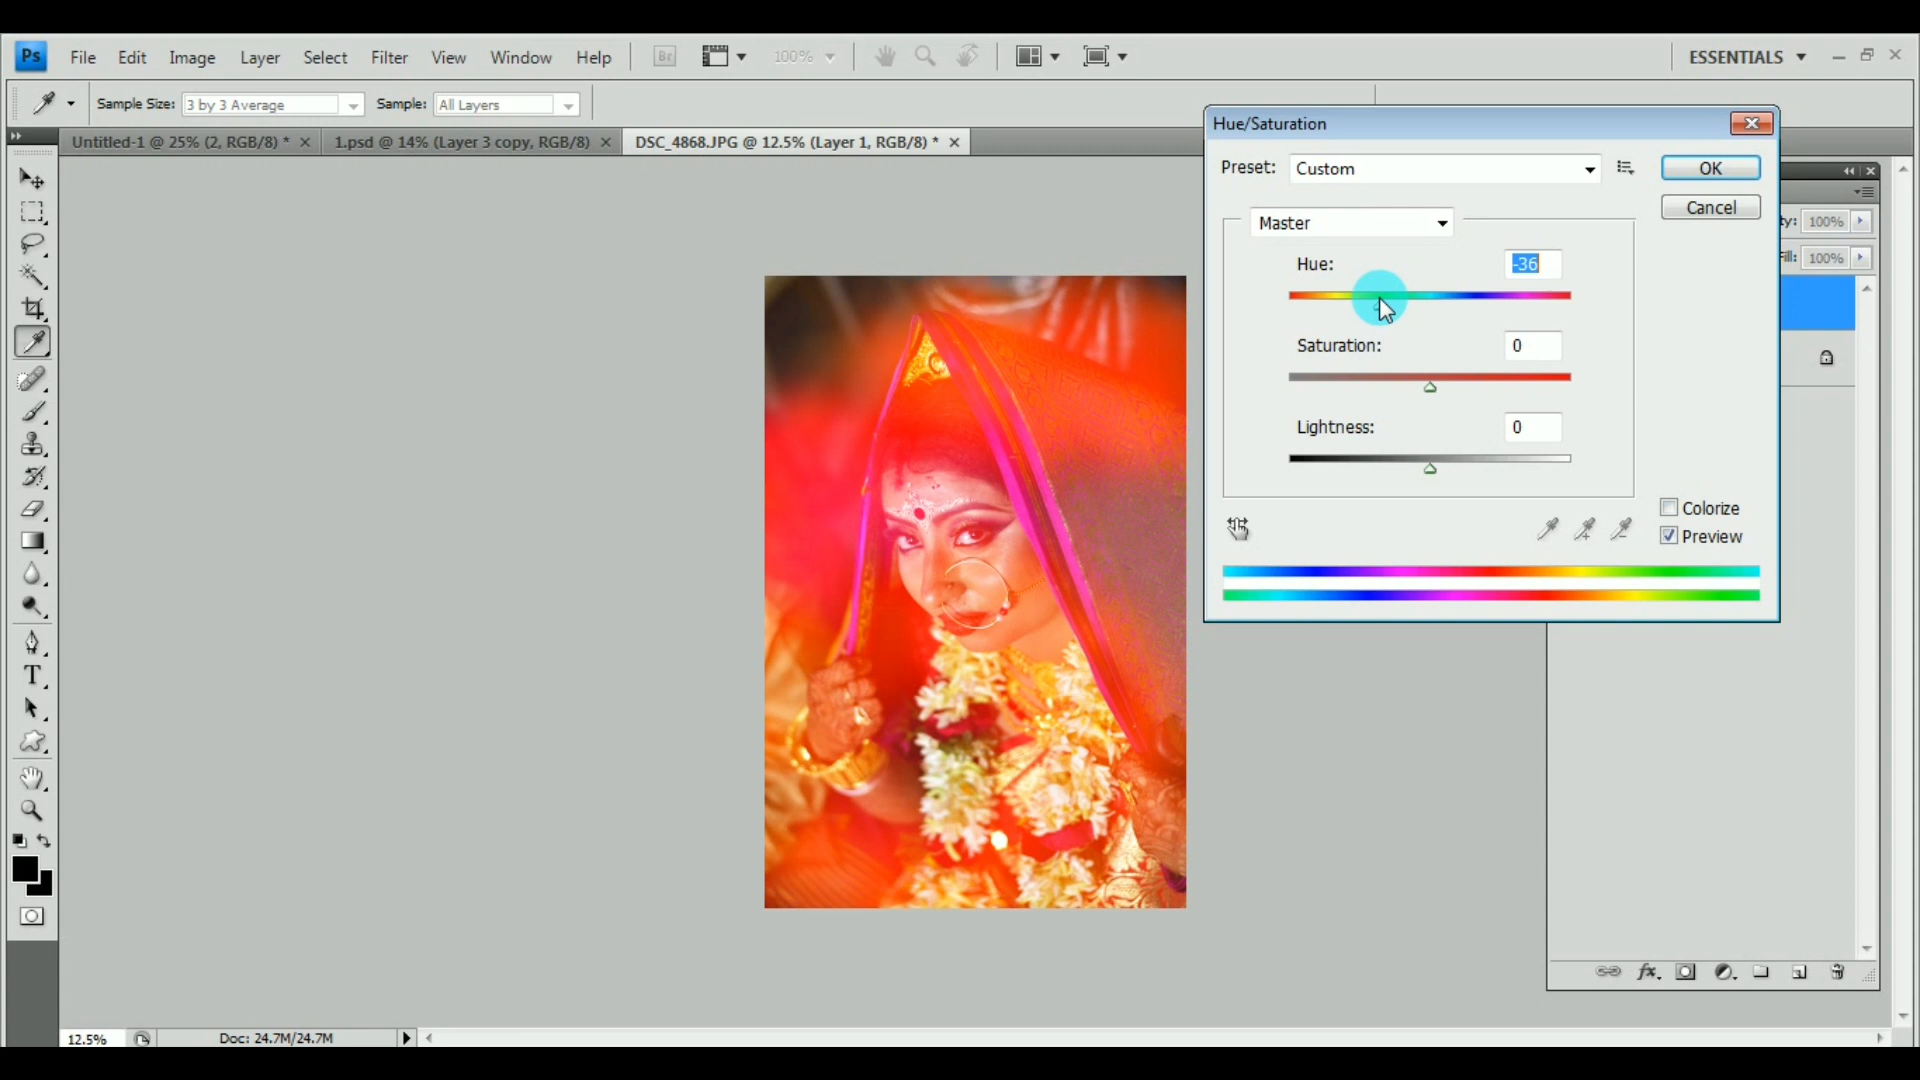 Ps File Edit Image Layer Select Filter View Window Help Br 100% ESSENTIALS
Sample Size: 3 by 3 Average Sample: All Layers
Untitled-1 @ 25% (2, RGB/8) * × 1.psd @ 14% (Layer 3 copy, RGB/8) × DSC_4868.JPG @ 12.5% (Layer 1, RGB/8) * ×
Hue/Saturation
Preset: Custom OK
Cancel
Master
Hue: -36
Saturation: 0
Lightness: 0
Colorize
Preview
100%
100%
fx
T
12.5% Doc: 24.7M/24.7M